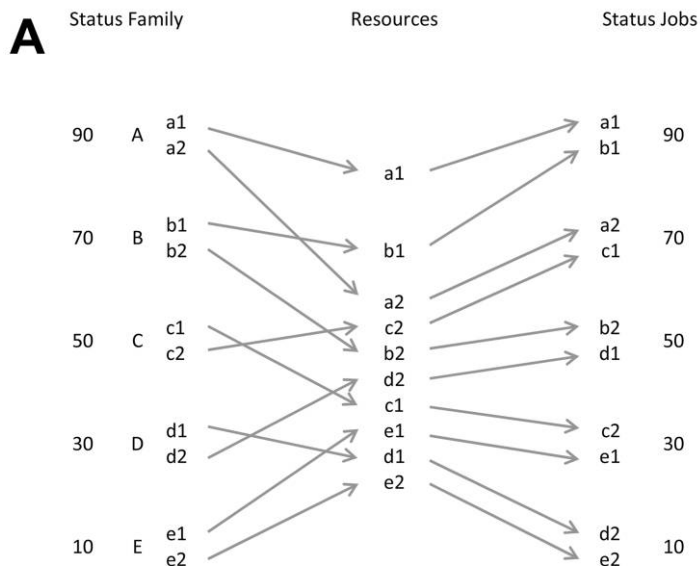 Status Family Resources Status Jobs
A
a1 a1
90 A 90
a2 b1
a1
b1 a2
70 B 70
b2 c1
b1
a2
c1 c2 b2
50 C 50
c2 b2 d1
d2
c1
d1 e1 c2
30 D 30
d2 d1 e1
e2
e1 d2
10 E 10
e2 e2